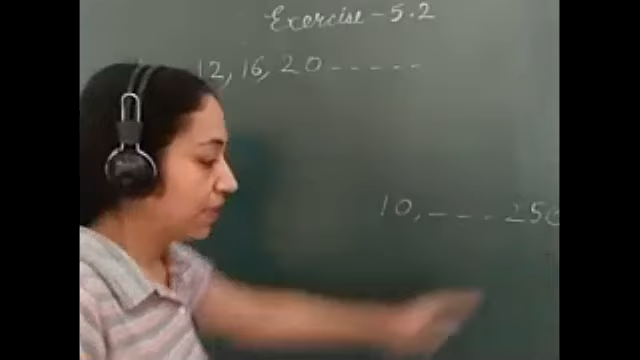 Exercise - 5.2
12, 16, 20 ------
10, --- 250